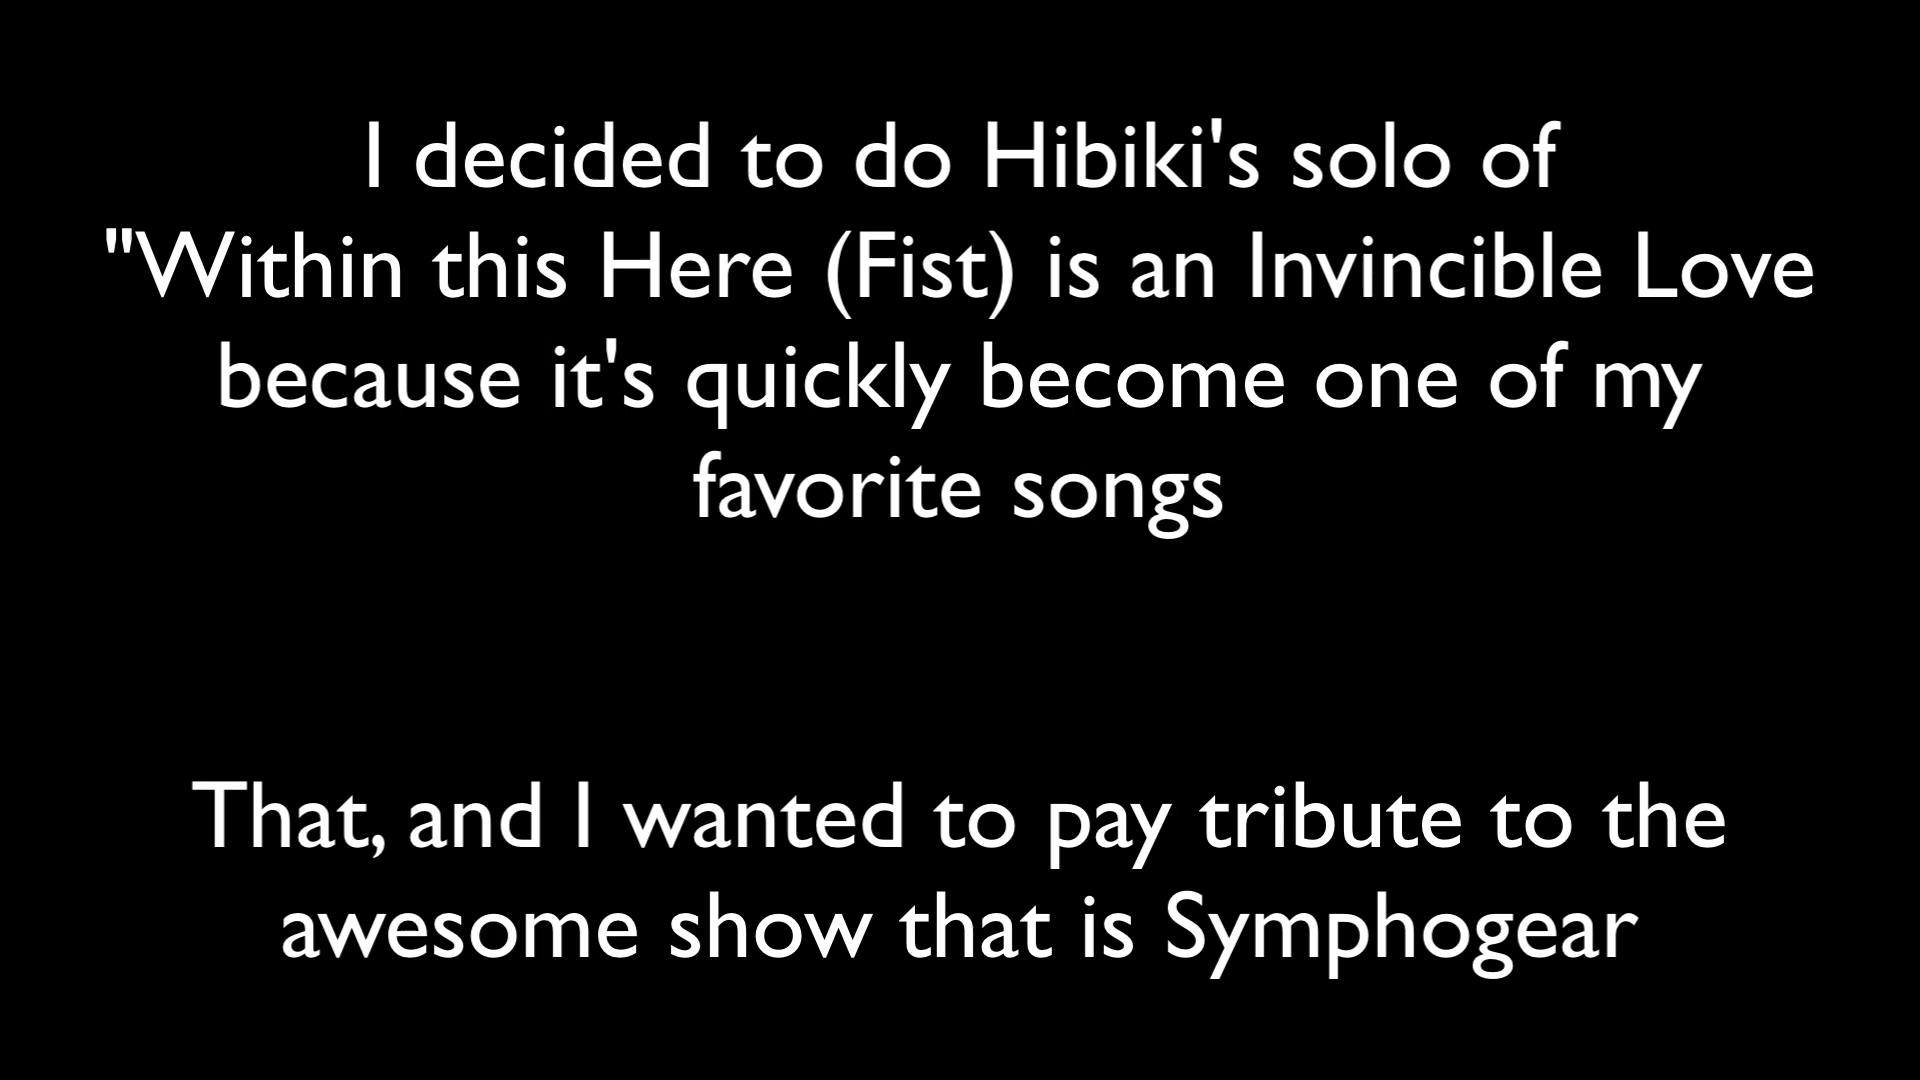 I decided to do Hibiki's solo of
"Within this Here (Fist) is an Invincible Love
because it's quickly become one of my
favorite songs
That, and I wanted to pay tribute to the
awesome show that is Symphogear